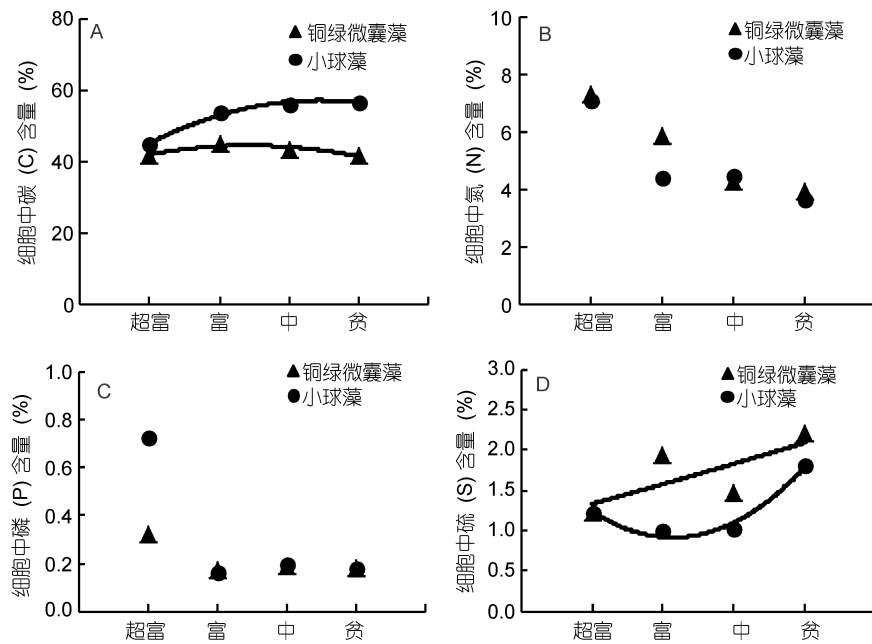 A
细胞中碳 (C) 含量 (%)
80
60
40
20
0
铜绿微囊藻
小球藻
超富
富
中
贫
B
细胞中氮 (N) 含量 (%)
10
8
6
4
2
0
铜绿微囊藻
小球藻
超富
富
中
贫
C
细胞中磷 (P) 含量 (%)
1.0
0.8
0.6
0.4
0.2
0.0
铜绿微囊藻
小球藻
超富
富
中
贫
D
细胞中硫 (S) 含量 (%)
3.0
2.5
2.0
1.5
1.0
0.5
0.0
铜绿微囊藻
小球藻
超富
富
中
贫